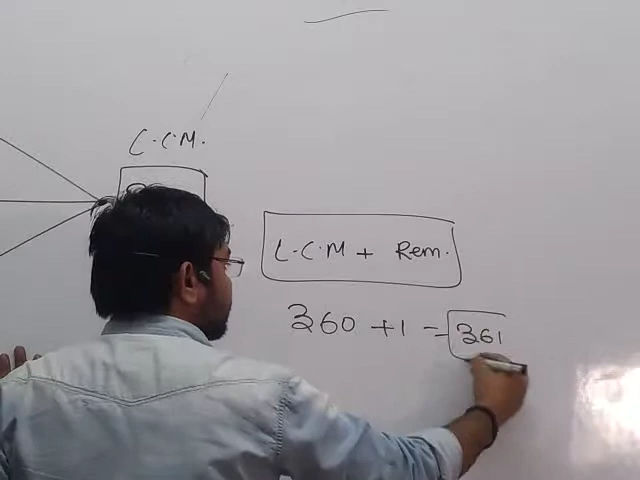 L.C.M.
L.C.M + Rem.
360 + 1 = 361